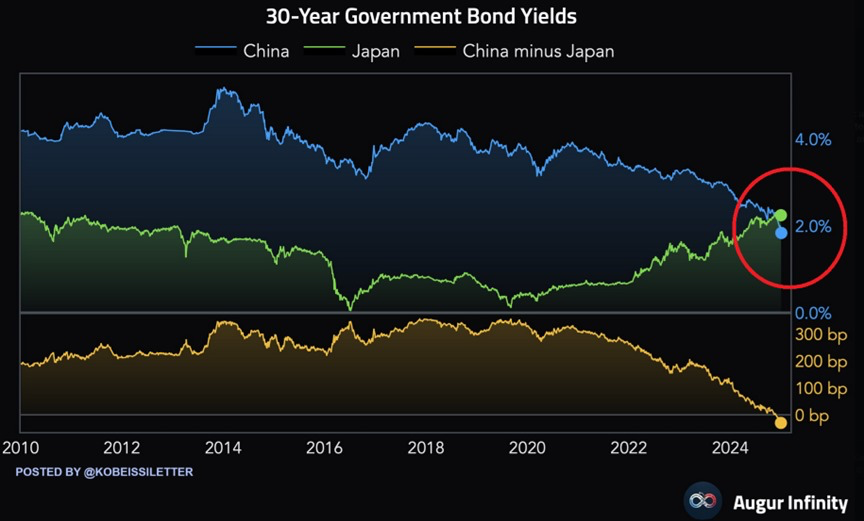 30-Year Government Bond Yields
China Japan China minus Japan
4.0%
2.0%
0.0%
300 bp
200 bp
100 bp
0 bp
2010 2012 2014 2016 2018 2020 2022 2024
POSTED BY @KOBEISSILETTER
Augur Infinity